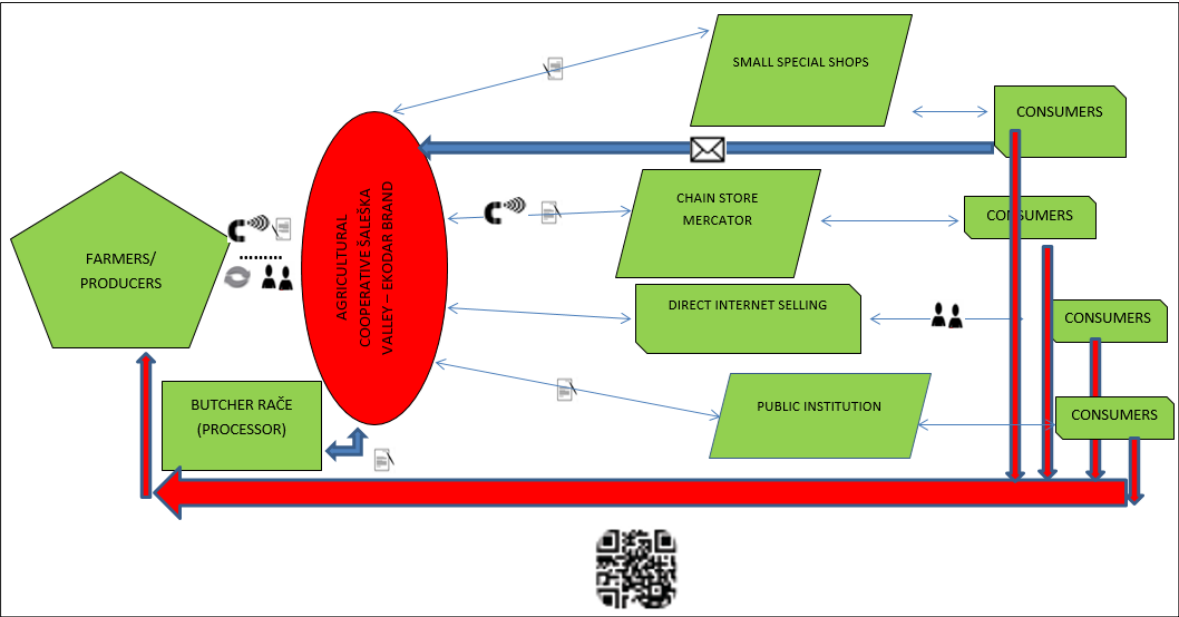 SMALL SPECIAL SHOPS
CONSUMERS
CHAIN STORE
MERCATOR
CONSUMERS
FARMERS/
PRODUCERS
AGRICULTURAL
COOPERATIVE ŠALEŠKA
VALLEY – EKODAR BRAND
DIRECT INTERNET SELLING
CONSUMERS
BUTCHER RAČE
(PROCESSOR)
PUBLIC INSTITUTION
CONSUMERS